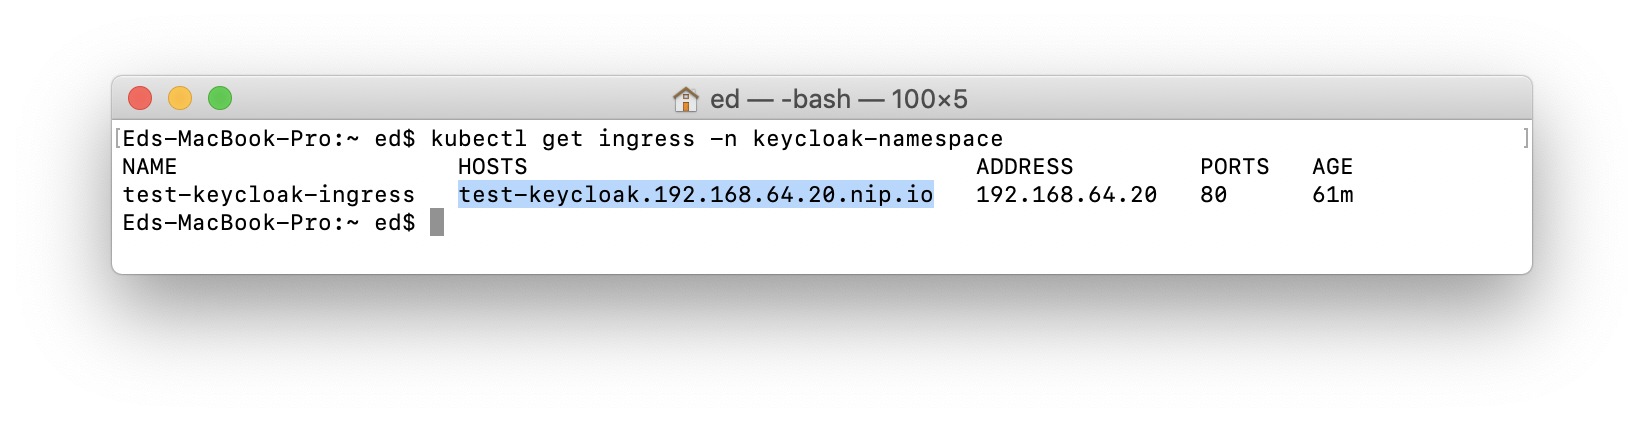 ed — -bash — 100×5
[Eds-MacBook-Pro:~ ed$ kubectl get ingress -n keycloak-namespace ]
NAME HOSTS ADDRESS PORTS AGE
test-keycloak-ingress test-keycloak.192.168.64.20.nip.io 192.168.64.20 80 61m
Eds-MacBook-Pro:~ ed$